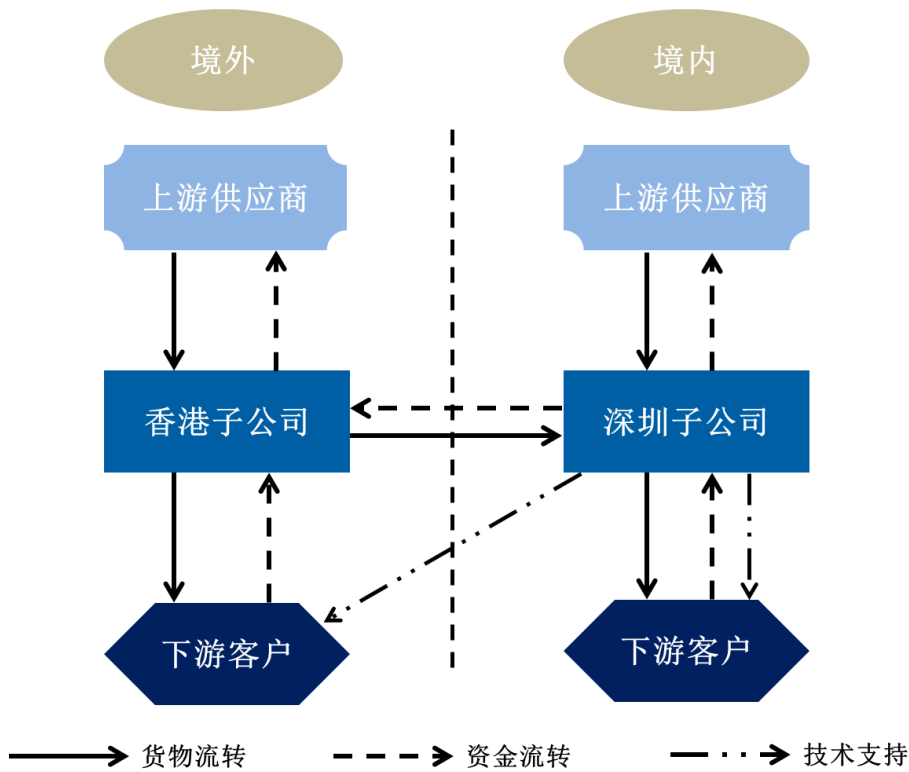 境外
境内
上游供应商
上游供应商
香港子公司
深圳子公司
下游客户
下游客户
货物流转
资金流转
技术支持